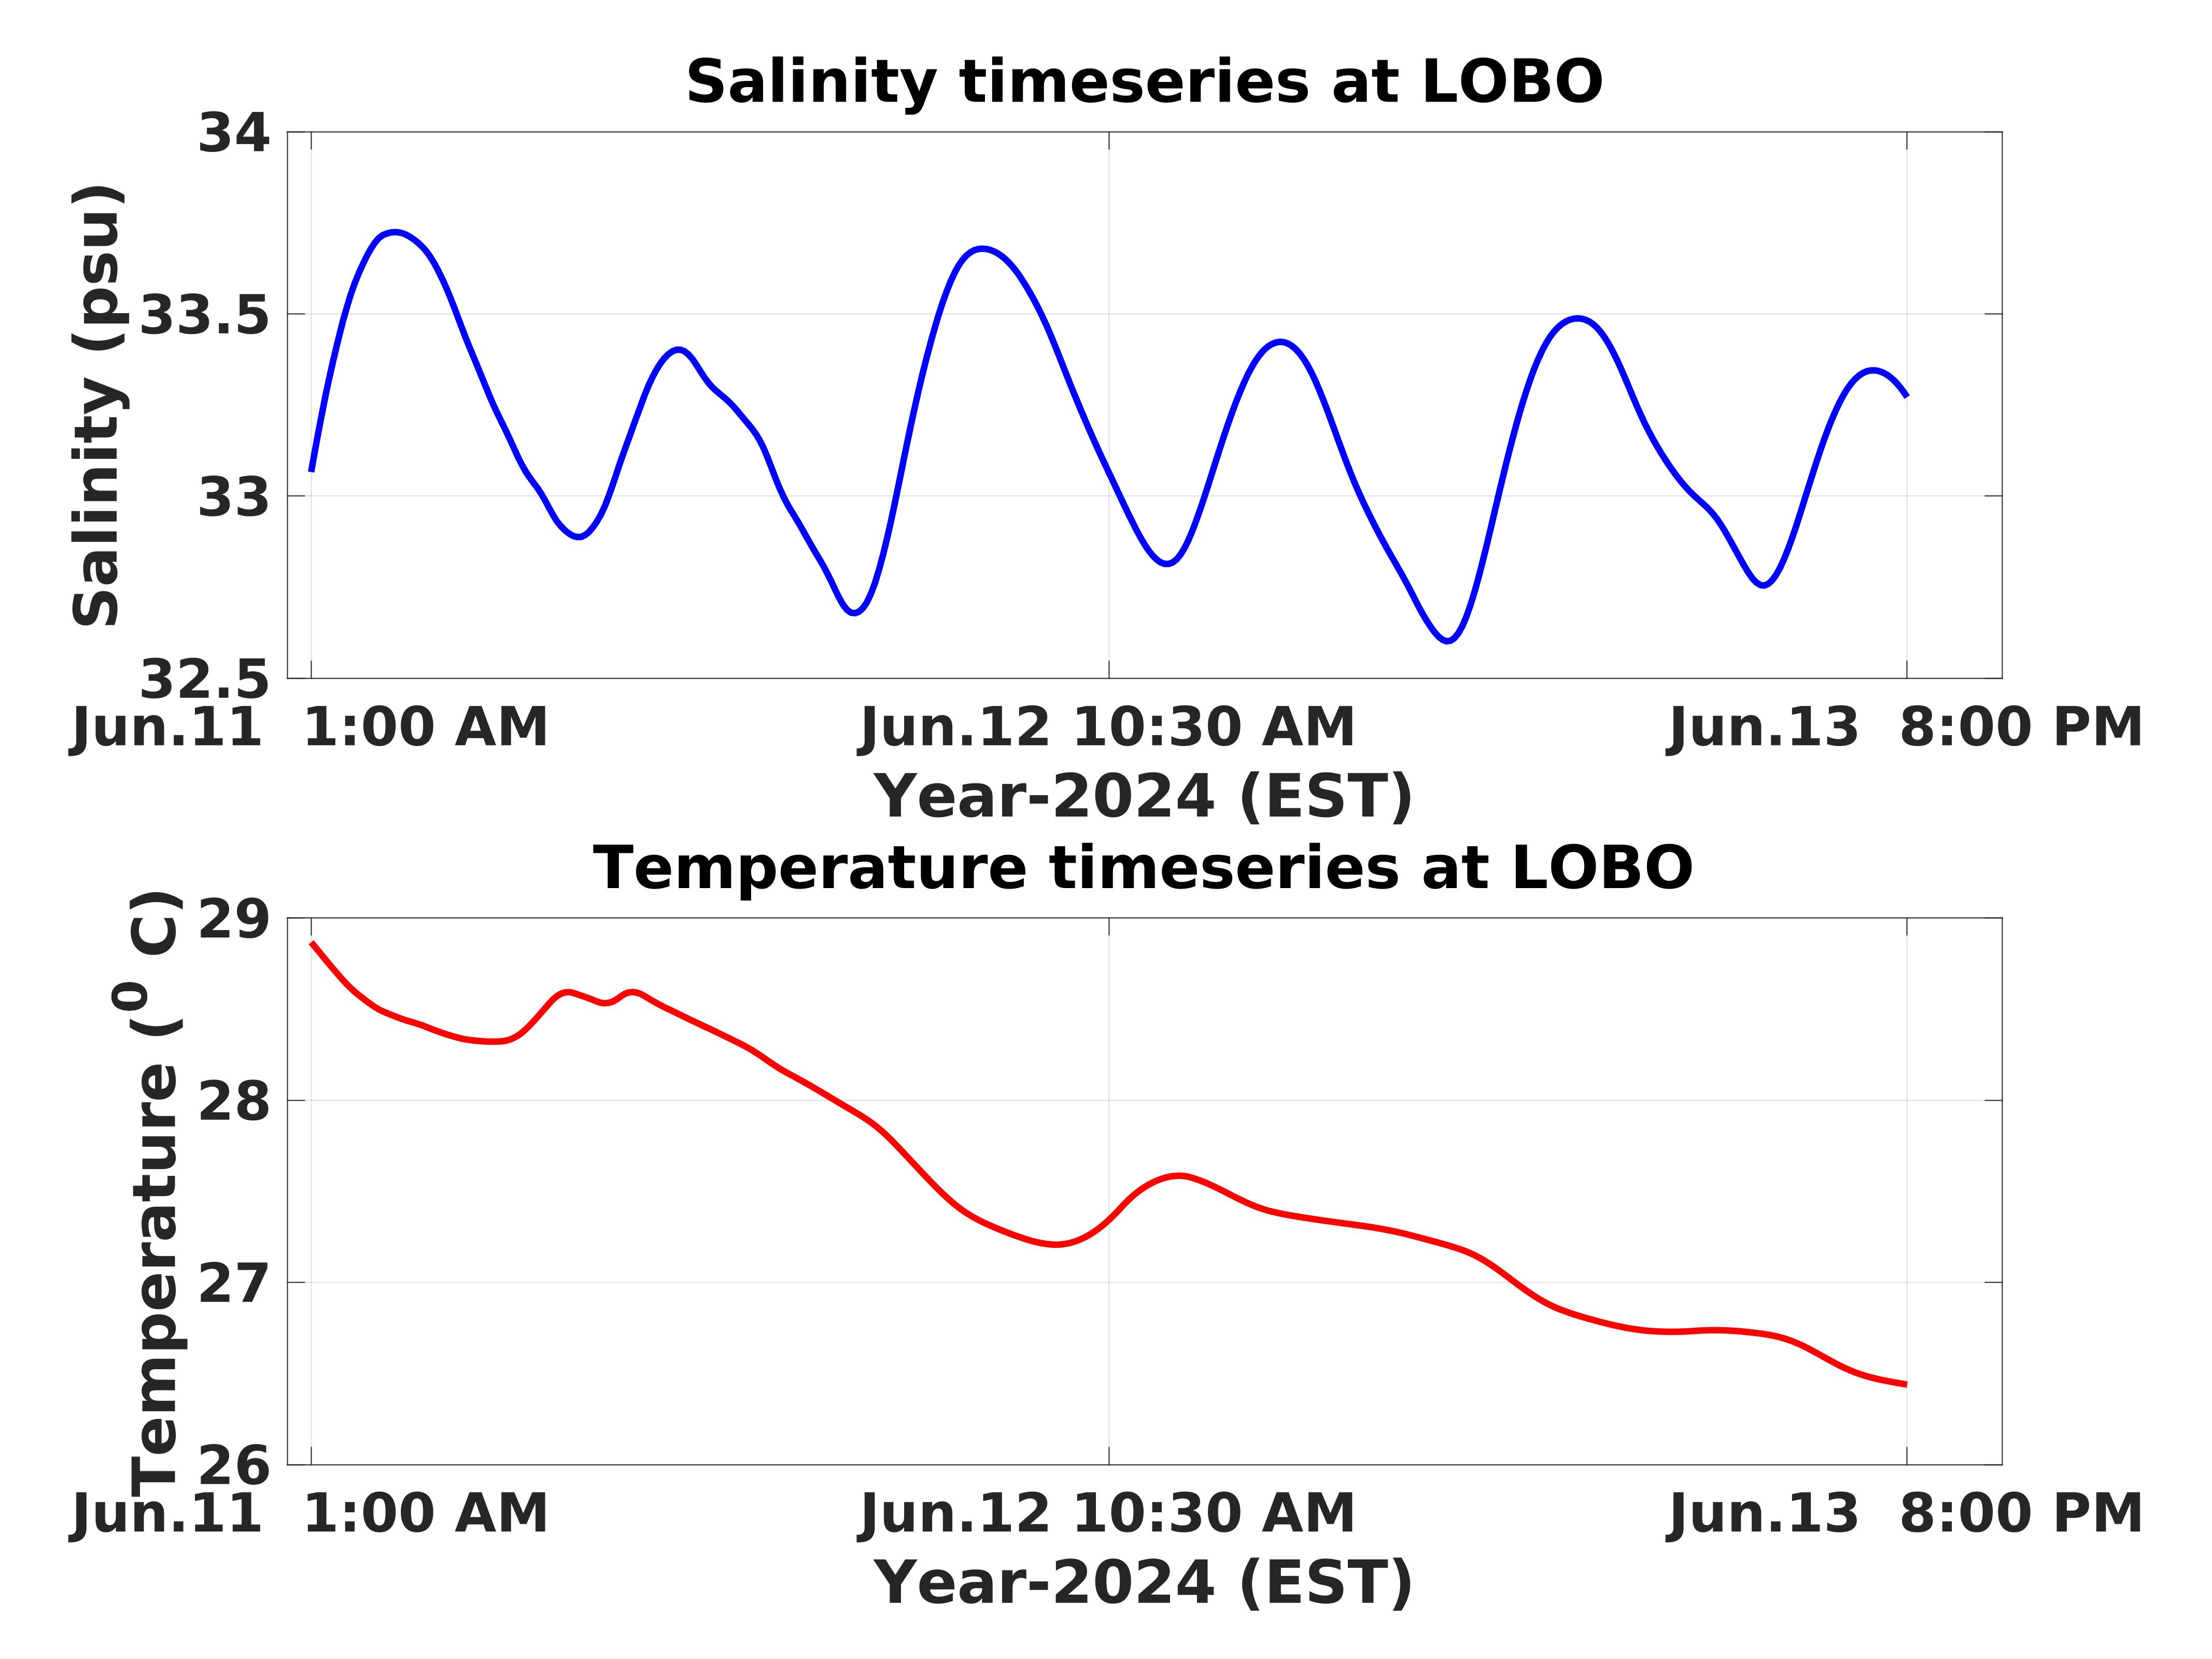 Salinity timeseries at LOBO
Salinity (psu)
34
33.5
33
32.5
Jun.11  1:00 AM
Jun.12 10:30 AM
Jun.13  8:00 PM
Year-2024 (EST)
Temperature timeseries at LOBO
Temperature (⁰ C)
29
28
27
26
Jun.11  1:00 AM
Jun.12 10:30 AM
Jun.13  8:00 PM
Year-2024 (EST)